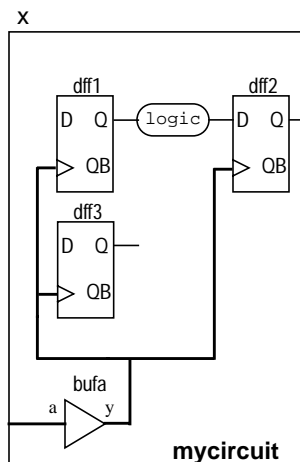 X
dff1
dff2
D Q
logic
D Q
QB
QB
dff3
D Q
QB
bufa
a
y
mycircuit